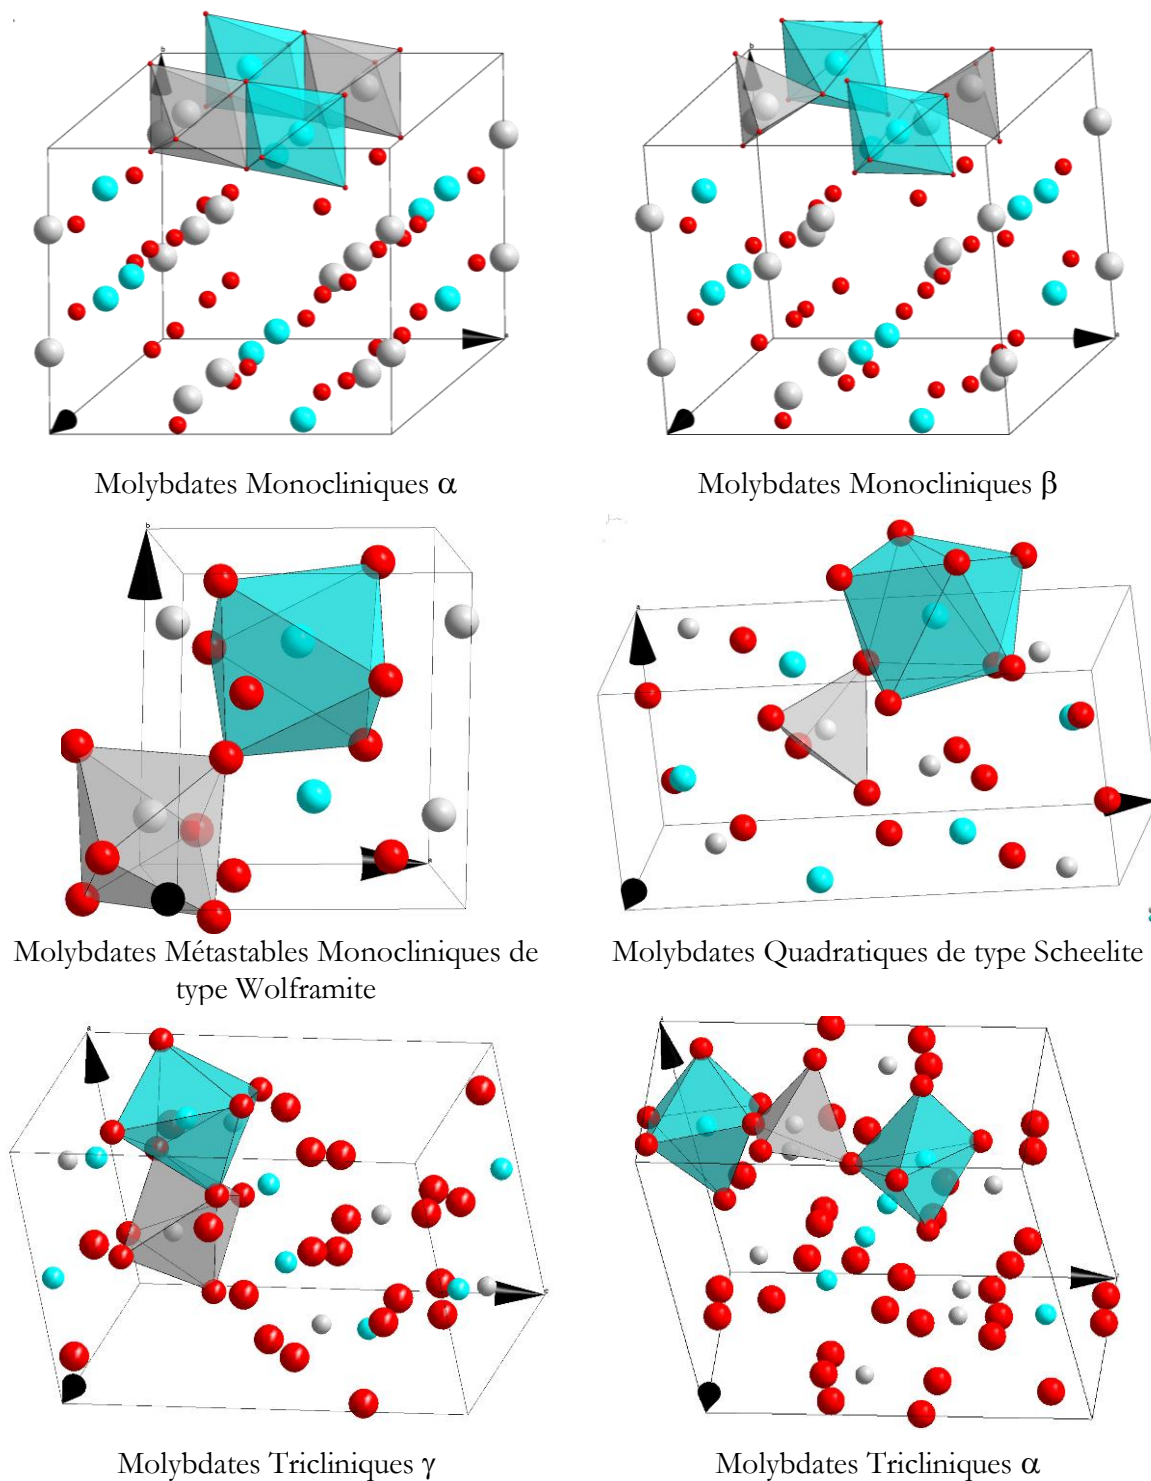 Molybdates Monocliniques α
Molybdates Monocliniques β
Molybdates Métastables Monocliniques de
type Wolframite
Molybdates Quadratiques de type Scheelite
Molybdates Tricliniques γ
Molybdates Tricliniques α